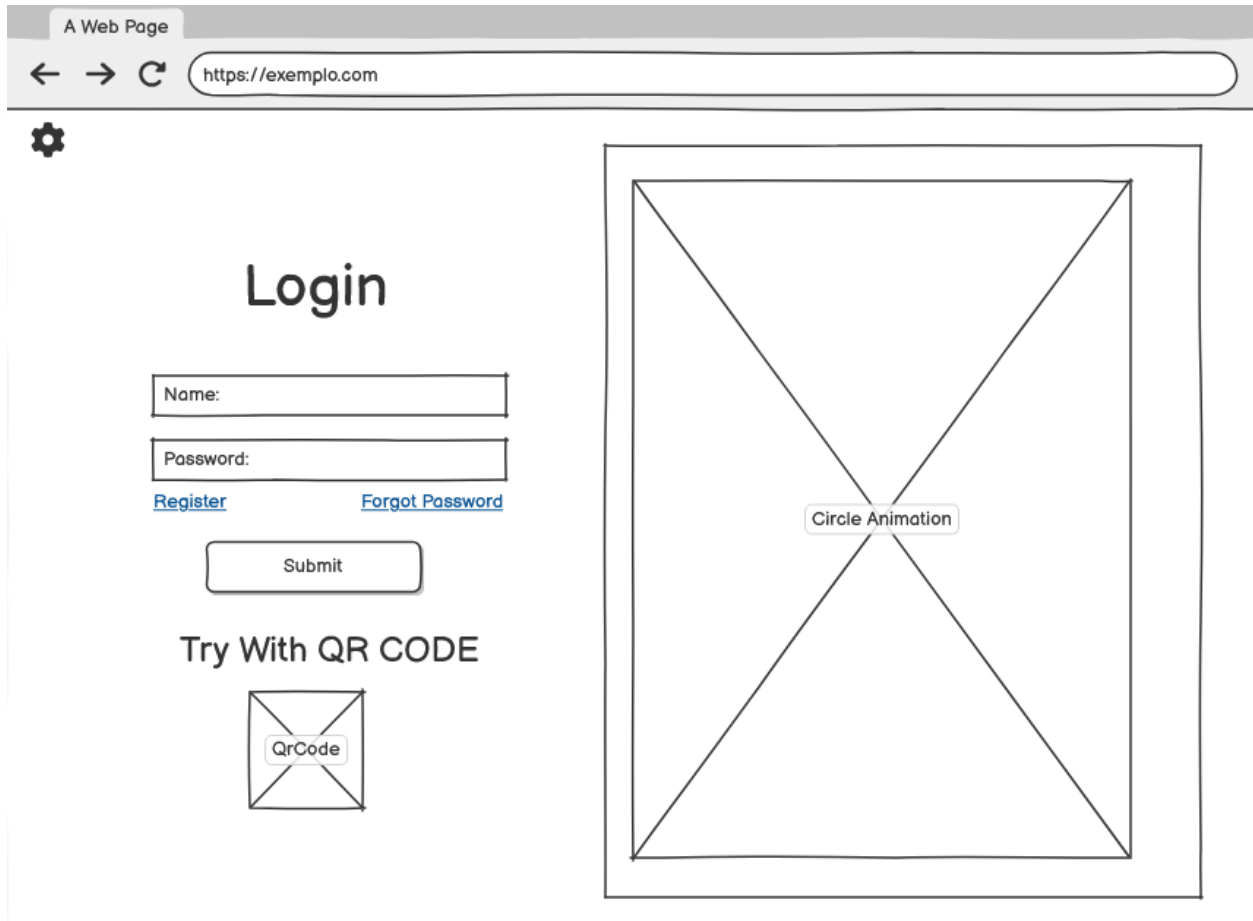 A Web Page
https://exemplo.com
Login
Name:
Password:
Register Forgot Password
Submit
Try With QR CODE
QrCode
Circle Animation